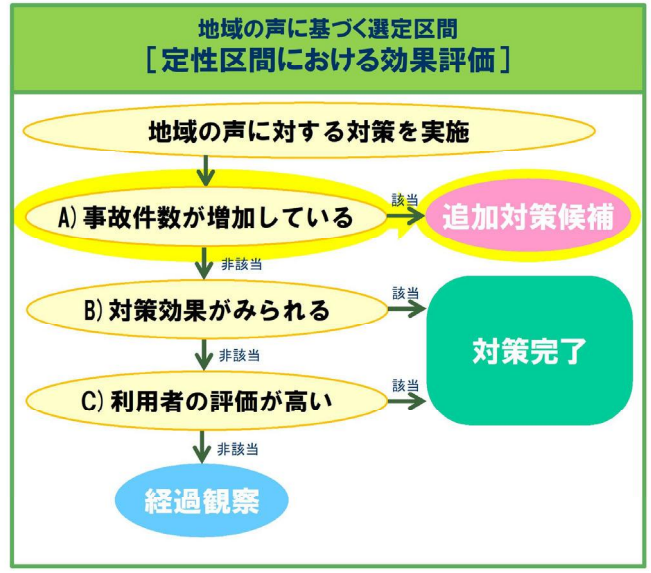 地域の声に基づく選定区間
[定性区間における効果評価]
地域の声に対する対策を実施
A)事故件数が増加している
該当
追加対策候補
非該当
B)対策効果がみられる
該当
対策完了
非該当
C)利用者の評価が高い
該当
非該当
経過観察